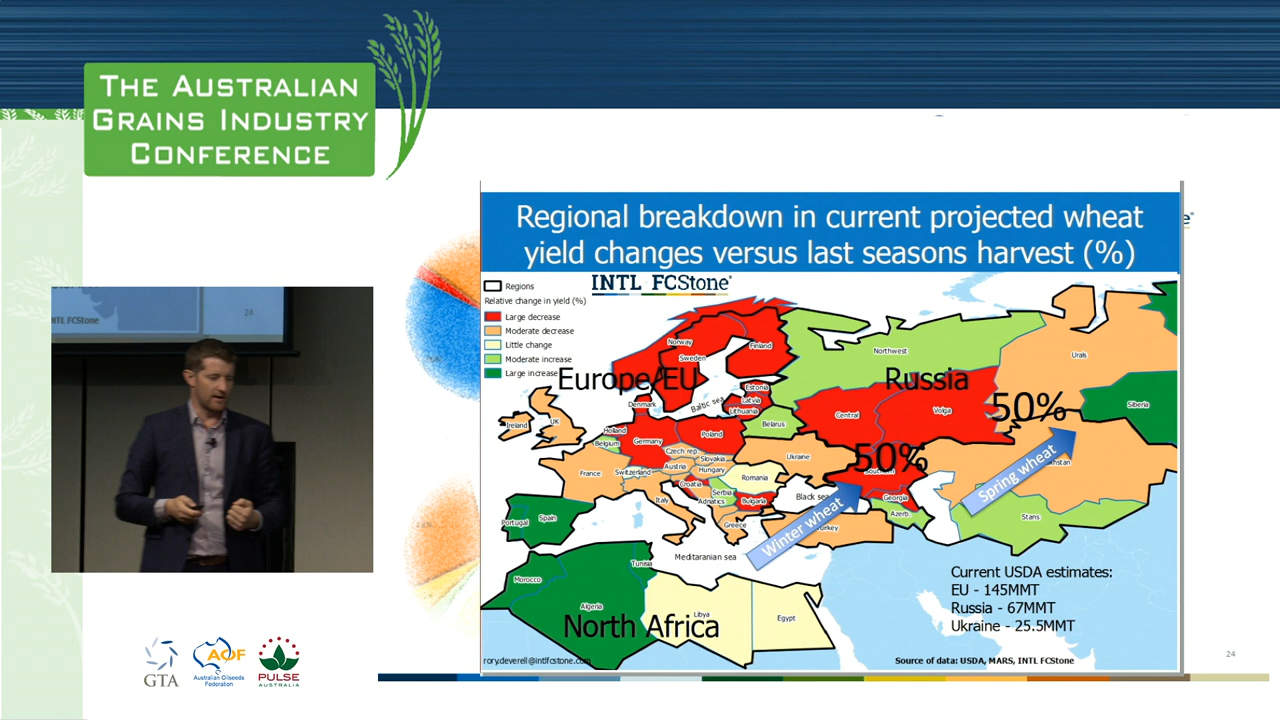 THE AUSTRALIAN
GRAINS INDUSTRY
CONFERENCE
Regional breakdown in current projected wheat
yield changes versus last seasons harvest (%)
INTL FCStone
Regions
Relative change in yield (%)
Large decrease
Moderate decrease
Little change
Moderate increase
Large increase
Europe/EU
Russia
North Africa
50%
50%
Winter wheat
Spring wheat
Norway
Sweden
Finland
Northwest
Urals
Siberia
Estonia
Latvia
Lithuania
Baltic sea
Denmark
Ireland
UK
Holland
Belgium
Germany
Poland
Belarus
Central
Volga
France
Switzerland
Czech rep.
Slovakia
Austria
Hungary
Ukraine
Romania
Croatia
Serbia
Adriatics
Bulgaria
Italy
Greece
Black sea
Georgia
Azerb.
Stans
Portugal
Spain
Meditaranian sea
Morocco
Algeria
Tunisia
Libya
Egypt
Current USDA estimates:
EU - 145MMT
Russia - 67MMT
Ukraine - 25.5MMT
Source of data: USDA, MARS, INTL FCStone
24
NTL FCStone
24
GTA
AOF
Australian Oilseeds
Federation
PULSE
AUSTRALIA